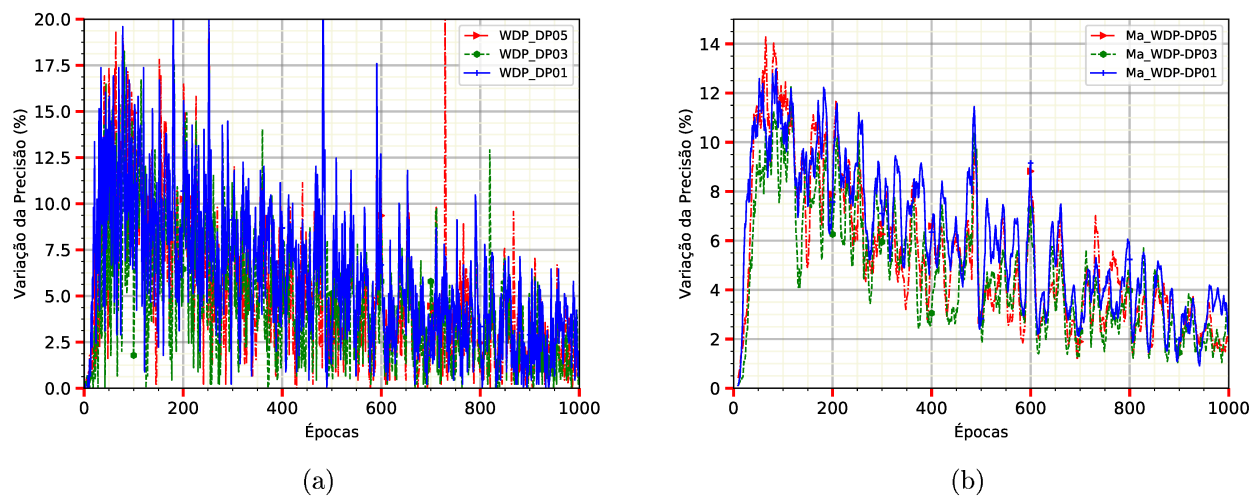 20.0
17.5
15.0
12.5
10.0
7.5
5.0
2.5
0.0
Variação da Precisão (%)
WDP_DP05
WDP_DP03
WDP_DP01
0
200
400
600
800
1000
Épocas
(a)
14
12
10
8
6
4
2
0
Variação da Precisão (%)
Ma_WDP-DP05
Ma_WDP-DP03
Ma_WDP-DP01
0
200
400
600
800
1000
Épocas
(b)